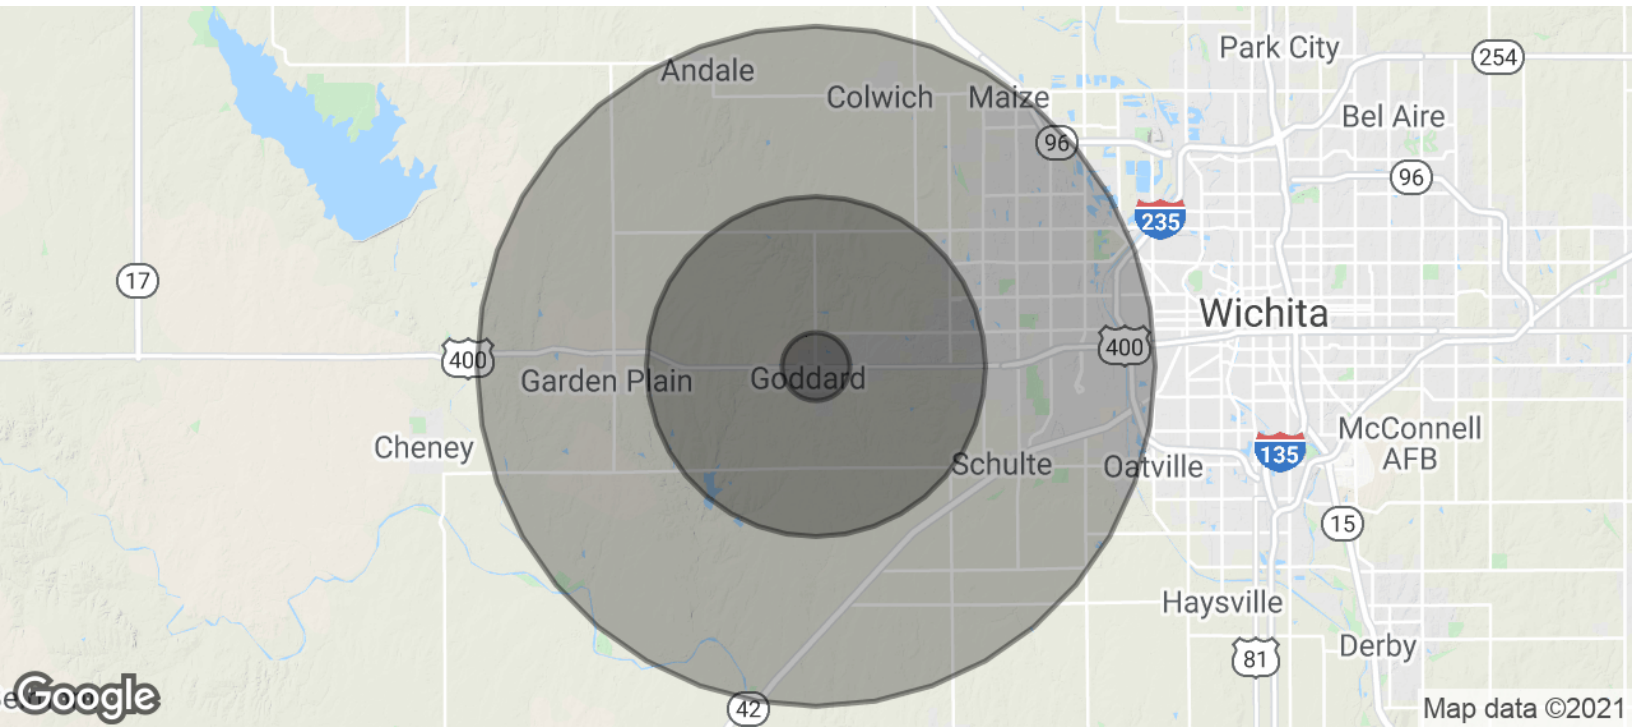 Park City
254
Andale
Colwich
Maize
Bel Aire
96
96
235
17
Wichita
400
400
Garden Plain
Goddard
Cheney
McConnell
AFB
135
Schulte
Oatville
15
Haysville
Derby
81
Google
42
Map data ©2021